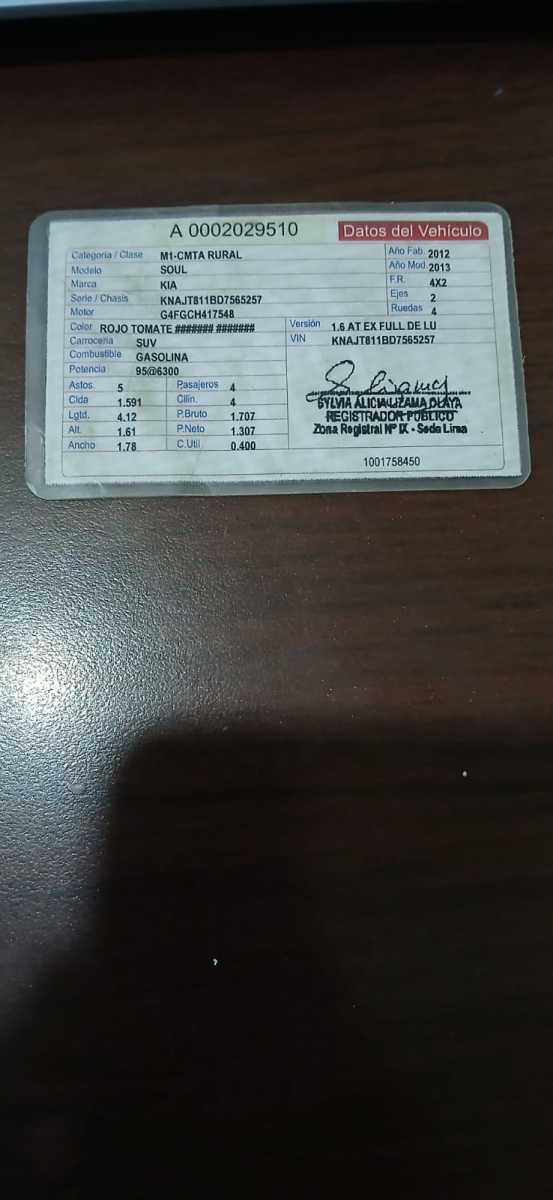 A 0002029510 Datos del Vehículo
Categoria / Clase M1-CMTA RURAL Año Fab. 2012
Modelo SOUL Año Mod. 2013
Marca KIA F.R. 4X2
Serie / Chasis KNAJT811BD7565257 Ejes 2
Motor G4FGCH417548 Ruedas 4
Color ROJO TOMATE ####### ####### Versión 1.6 AT EX FULL DE LU
Carrocería SUV VIN KNAJT811BD7565257
Combustible GASOLINA
Potencia 95@6300
Astos. 5 Pasajeros 4
Clda 1.591 Cilin. 4
Lgtd. 4.12 P.Bruto 1.707
Alt. 1.61 P.Neto 1.307
Ancho 1.78 C.Util 0.400
SYLVIA ALICIA LIZAMA OLAYA
REGISTRADOR PUBLICO
Zona Registral Nº IX - Sede Lima
1001758450